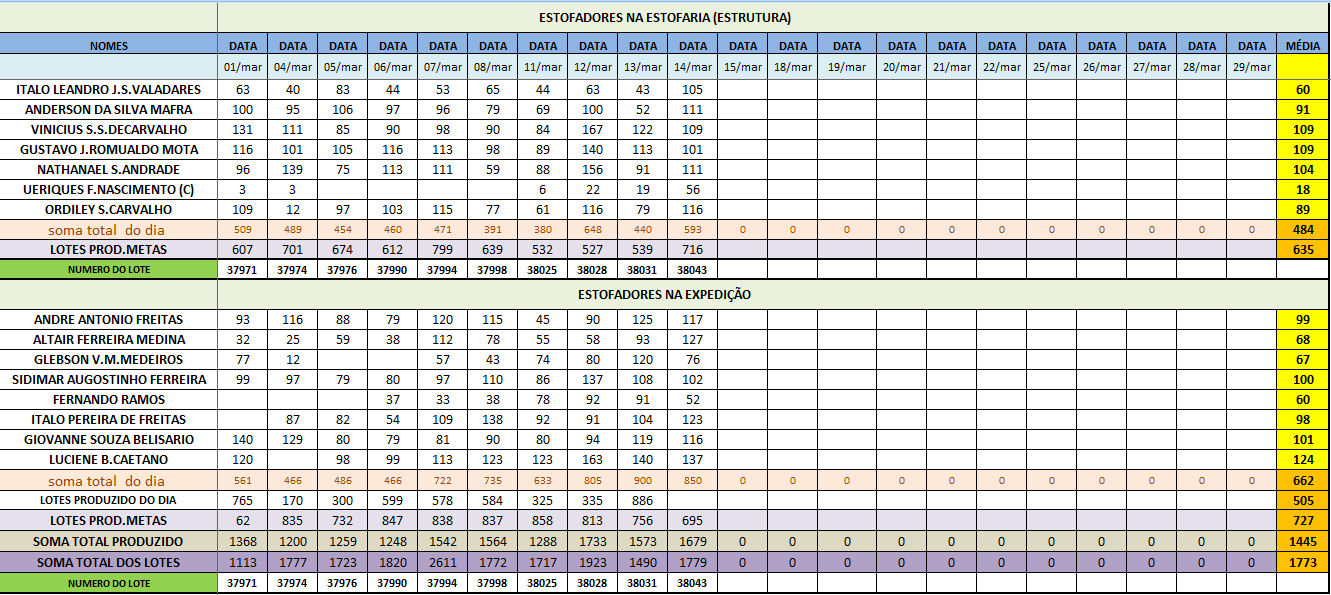 ESTOFADORES NA ESTOFARIA (ESTRUTURA)
NOMES DATA DATA DATA DATA DATA DATA DATA DATA DATA DATA DATA DATA DATA DATA DATA DATA DATA DATA DATA DATA DATA MÉDIA
01/mar 04/mar 05/mar 06/mar 07/mar 08/mar 11/mar 12/mar 13/mar 14/mar 15/mar 18/mar 19/mar 20/mar 21/mar 22/mar 25/mar 26/mar 27/mar 28/mar 29/mar
ITALO LEANDRO J.S.VALADARES 63 40 83 44 53 65 44 63 43 105 60
ANDERSON DA SILVA MAFRA 100 95 106 97 96 79 69 100 52 111 91
VINICIUS S.S.DECARVALHO 131 111 85 90 98 90 84 167 122 109 109
GUSTAVO J.ROMUALDO MOTA 116 101 105 116 113 98 89 140 113 101 109
NATHANAEL S.ANDRADE 96 139 75 113 111 59 88 156 91 111 104
UERIQUES F.NASCIMENTO (C) 3 3 6 22 19 56 18
ORDILEY S.CARVALHO 109 12 97 103 115 77 61 116 79 116 89
soma total do dia 509 489 454 460 471 391 380 648 440 593 0 0 0 0 0 0 0 0 0 0 0 484
LOTES PROD.METAS 607 701 674 612 799 639 532 527 539 716 635
NUMERO DO LOTE 37971 37974 37976 37990 37994 37998 38025 38028 38031 38043
ESTOFADORES NA EXPEDIÇÃO
ANDRE ANTONIO FREITAS 93 116 88 79 120 115 45 90 125 117 99
ALTAIR FERREIRA MEDINA 32 25 59 38 112 78 55 58 93 127 68
GLEBSON V.M.MEDEIROS 77 12 57 43 74 80 120 76 67
SIDIMAR AUGOSTINHO FERREIRA 99 97 79 80 97 110 86 137 108 102 100
FERNANDO RAMOS 37 33 38 78 92 91 52 60
ITALO PEREIRA DE FREITAS 87 82 54 109 138 92 91 104 123 98
GIOVANNE SOUZA BELISARIO 140 129 80 79 81 90 80 94 119 116 101
LUCIENE B.CAETANO 120 98 99 113 123 123 163 140 137 124
soma total do dia 561 466 486 466 722 735 633 805 900 850 0 0 0 0 0 0 0 0 0 0 0 662
LOTES PRODUZIDO DO DIA 765 170 300 599 578 584 325 335 886 505
LOTES PROD.METAS 62 835 732 847 838 837 858 813 756 695 727
SOMA TOTAL PRODUZIDO 1368 1200 1259 1248 1542 1564 1288 1733 1573 1679 0 0 0 0 0 0 0 0 0 0 0 1445
SOMA TOTAL DOS LOTES 1113 1777 1723 1820 2611 1772 1717 1923 1490 1779 0 0 0 0 0 0 0 0 0 0 0 1773
NUMERO DO LOTE 37971 37974 37976 37990 37994 37998 38025 38028 38031 38043